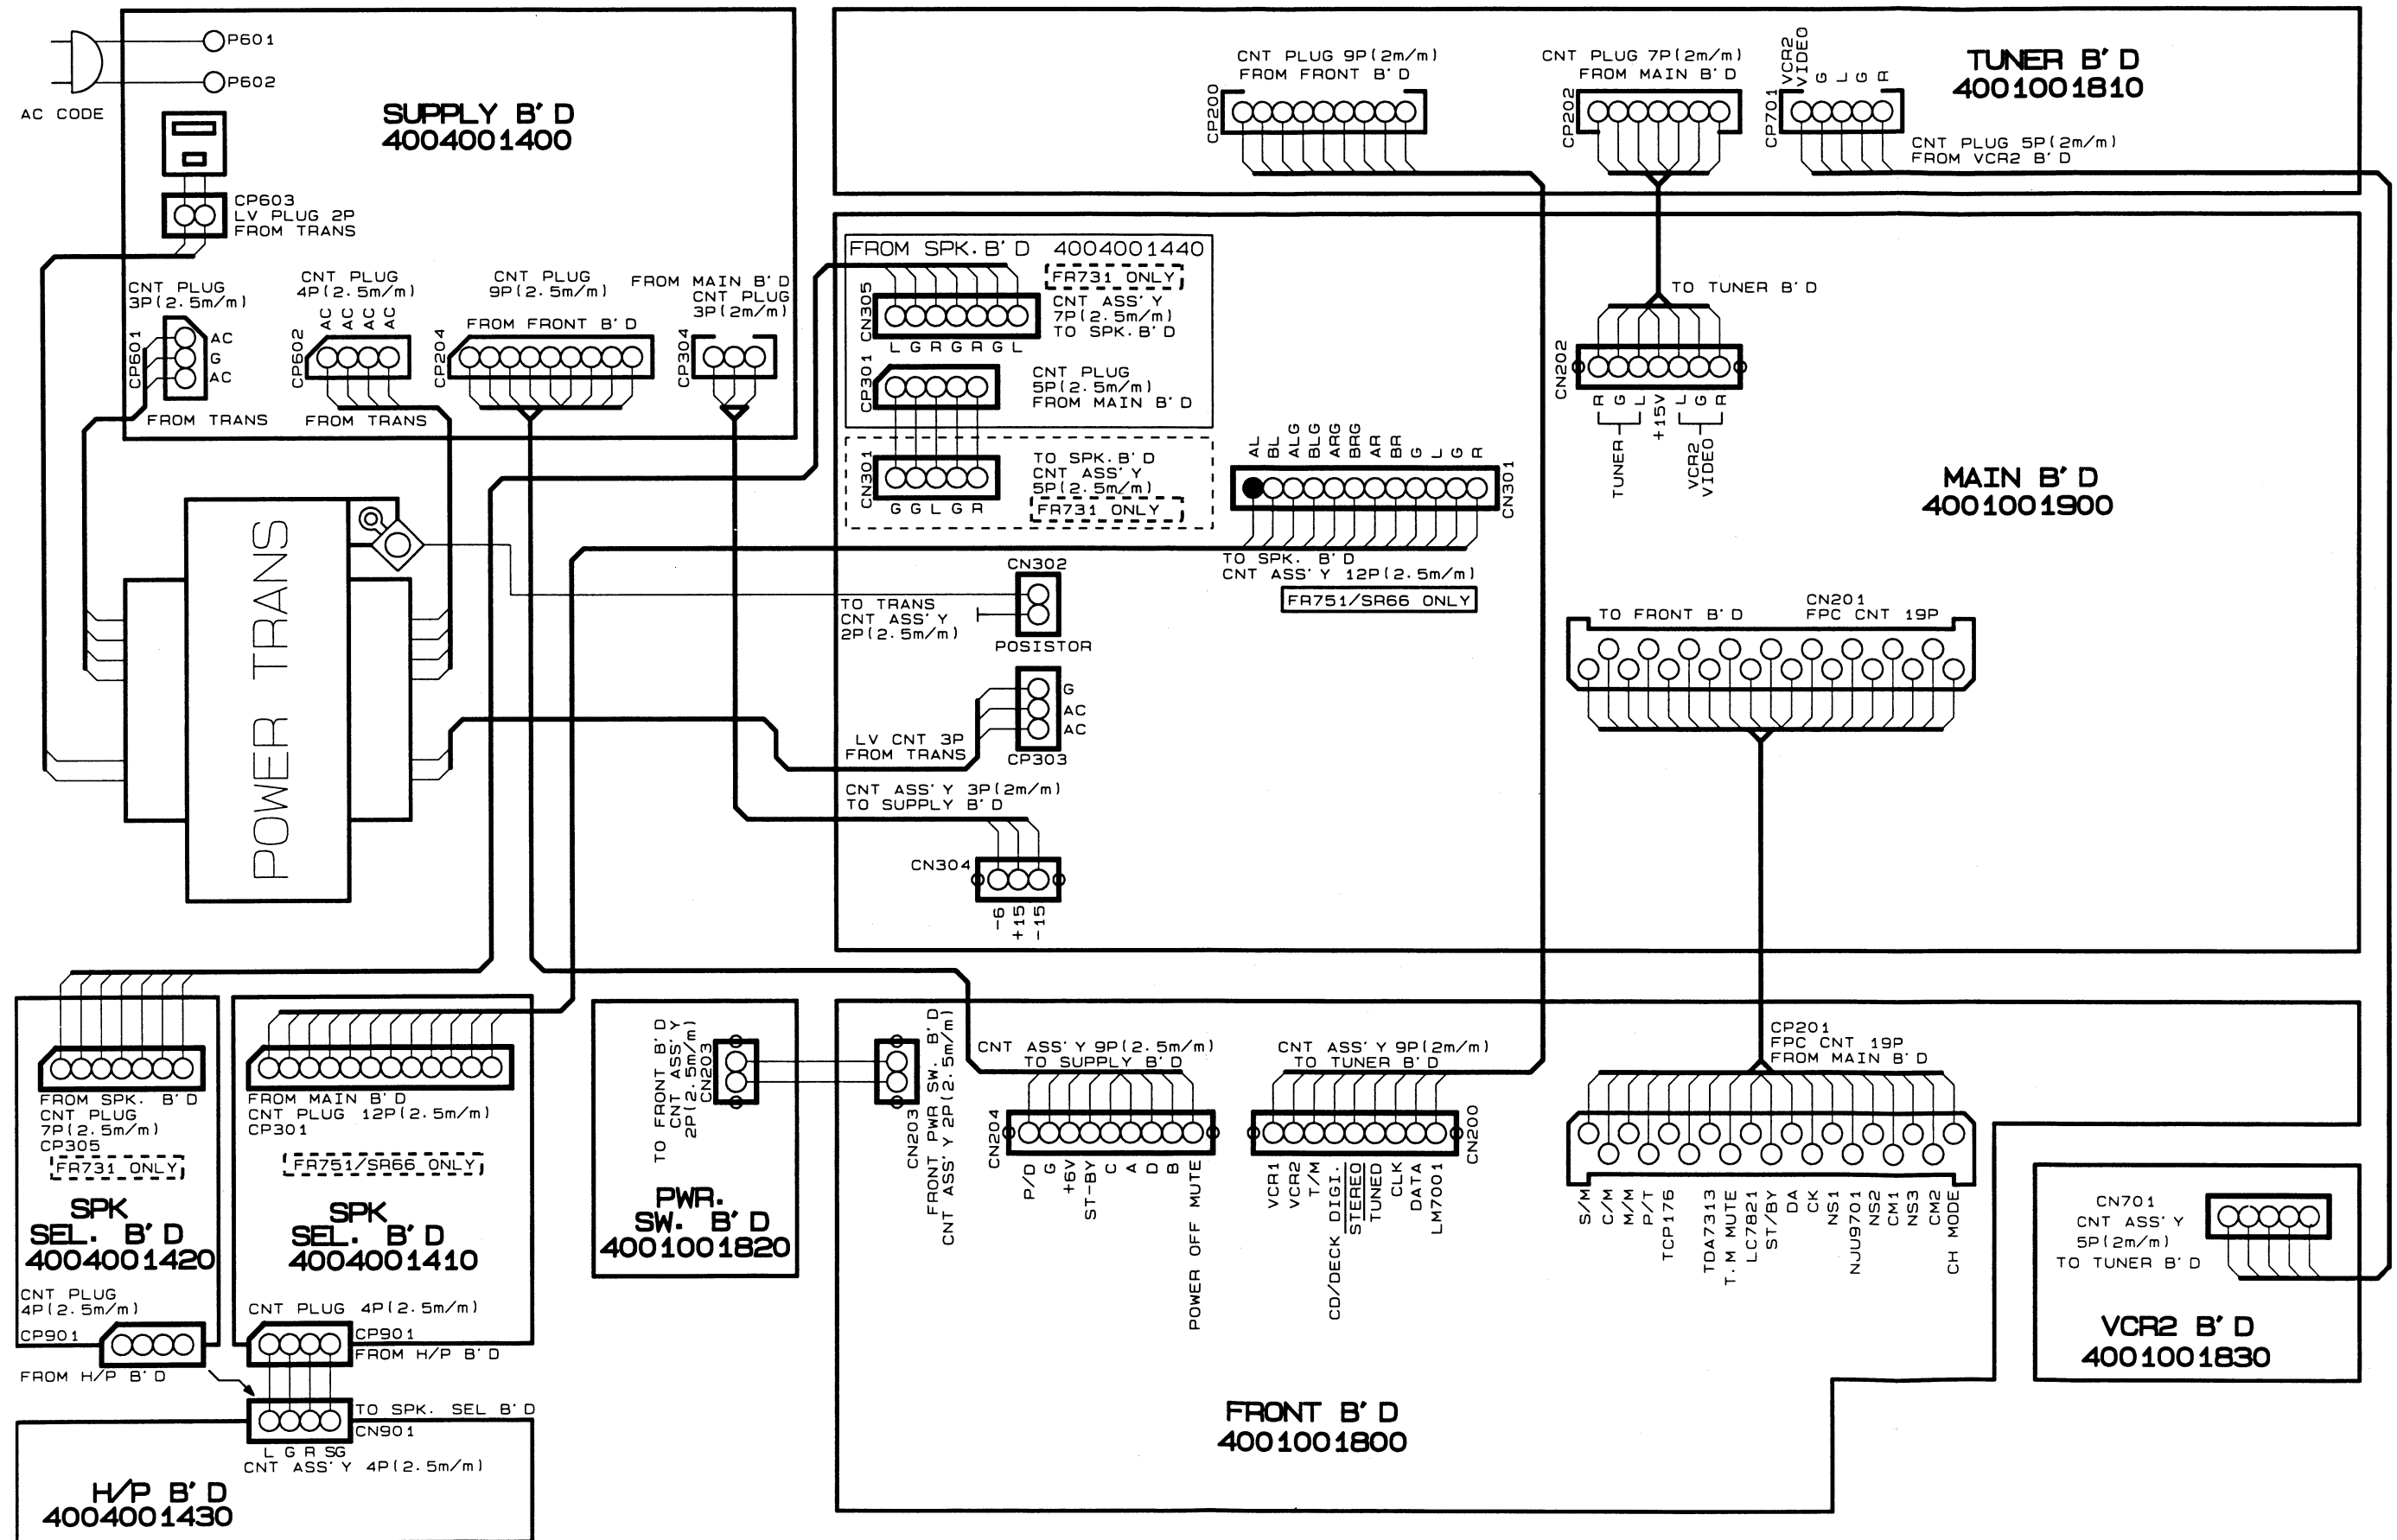 P601
P602
AC CODE
SUPPLY B'D
4004001400
CP603
LV PLUG 2P
FROM TRANS
CNT PLUG
3P(2.5m/m)
CP601
AC
G
AC
FROM TRANS
CNT PLUG
4P(2.5m/m)
AC
AC
AC
AC
CP602
FROM TRANS
CNT PLUG
9P(2.5m/m)
FROM FRONT B'D
CP204
FROM MAIN B'D
CNT PLUG
3P(2m/m)
CP304
POWER TRANS
CNT PLUG 9P(2m/m)
FROM FRONT B'D
CP200
CNT PLUG 7P(2m/m)
FROM MAIN B'D
CP202
VCR2
VIDEO
G
L
G
R
CP701
CNT PLUG 5P(2m/m)
FROM VCR2 B'D
TUNER B'D
4001001810
FROM SPK.B'D 4004001440
FR731 ONLY
CN305
CNT ASS'Y
7P(2.5m/m)
TO SPK.B'D
L G R G R G L
CP301
CNT PLUG
5P(2.5m/m)
FROM MAIN B'D
CN301
TO SPK.B'D
CNT ASS'Y
5P(2.5m/m)
FR731 ONLY
G G L G R
AL
BL
ALG
BLG
ARG
BRG
AR
BR
G
L
G
R
CN301
TO SPK. B'D
CNT ASS'Y 12P(2.5m/m)
FR751/SR66 ONLY
TO TUNER B'D
CN202
R
G
L
+15V
L
G
R
TUNER
VCR2
VIDEO
MAIN B'D
4001001900
CN302
TO TRANS
CNT ASS'Y
2P(2.5m/m)
POSISTOR
G
AC
AC
LV CNT 3P
FROM TRANS
CP303
CNT ASS'Y 3P(2m/m)
TO SUPPLY B'D
CN304
-6
+15
-15
TO FRONT B'D
CN201
FPC CNT 19P
FROM SPK. B'D
CNT PLUG
7P(2.5m/m)
CP305
FR731 ONLY
SPK
SEL. B'D
4004001420
CNT PLUG
4P(2.5m/m)
CP901
FROM H/P B'D
FROM MAIN B'D
CNT PLUG 12P(2.5m/m)
CP301
FR751/SR66 ONLY
SPK
SEL. B'D
4004001410
CNT PLUG 4P(2.5m/m)
CP901
FROM H/P B'D
TO SPK. SEL B'D
CN901
L G R SG
CNT ASS'Y 4P(2.5m/m)
H/P B'D
4004001430
TO FRONT B'D
CNT ASS'Y
2P(2.5m/m)
CN203
PWR.
SW. B'D
4001001820
CN203
FRONT PWR SW. B'D
CNT ASS'Y 2P(2.5m/m)
CNT ASS'Y 9P(2.5m/m)
TO SUPPLY B'D
CN204
P/D
G
+6V
ST-BY
C
A
D
B
POWER OFF MUTE
CNT ASS'Y 9P(2m/m)
TO TUNER B'D
CN200
VCR1
VCR2
T/M
CD/DECK DIGI.
STEREO
TUNED
CLK
DATA
LM7001
CP201
FPC CNT 19P
FROM MAIN B'D
S/M
C/M
M/M
P/T
TCP176
TDA7313
T.M MUTE
LC7821
ST/BY
DA
CK
NS1
NJU9701
NS2
CM1
NS3
CM2
CH MODE
FRONT B'D
4001001800
CN701
CNT ASS'Y
5P(2m/m)
TO TUNER B'D
VCR2 B'D
4001001830